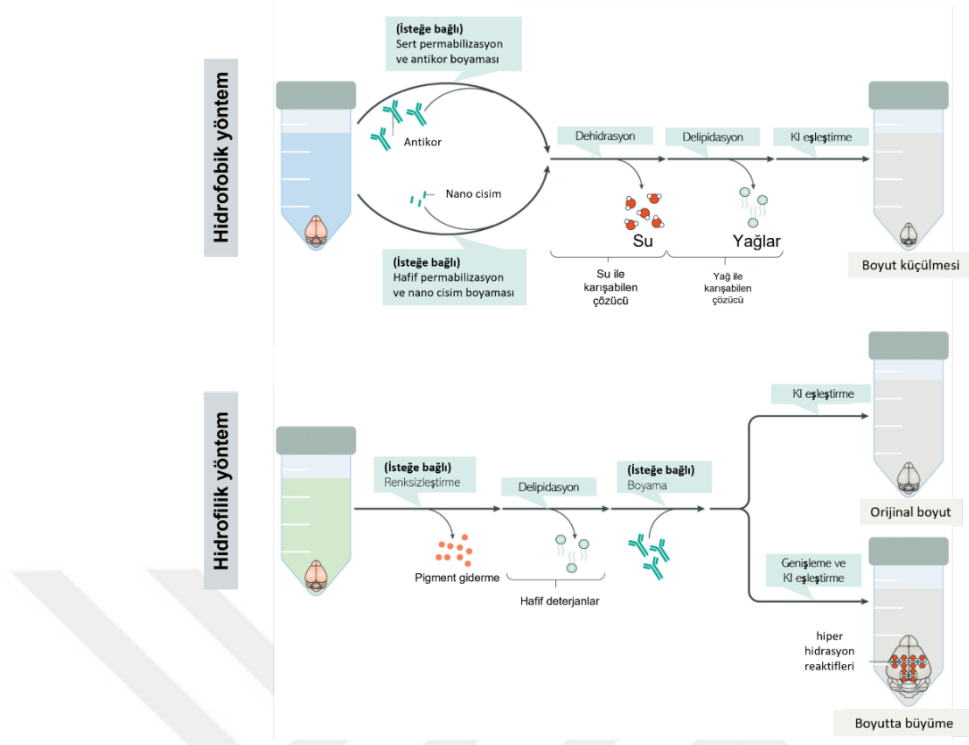 Hidrofobik yöntem
(İsteğe bağlı)
Sert permabilizasyon
ve antikor boyaması
Antikor
Nano cisim
(İsteğe bağlı)
Hafif permabilizasyon
ve nano cisim boyaması
Dehidrasyon
Delipidasyon
KI eşleştirme
Su
Yağlar
Su ile
karışabilen
çözücü
Yağ ile
karışabilen
çözücü
Boyut küçülmesi
Hidrofilik yöntem
(İsteğe bağlı)
Renksizleştirme
Pigment giderme
Delipidasyon
Hafif deterjanlar
(İsteğe bağlı)
Boyama
KI eşleştirme
Orijinal boyut
Genişleme ve
KI eşleştirme
hiper
hidrasyon
reaktifleri
Boyutta büyüme